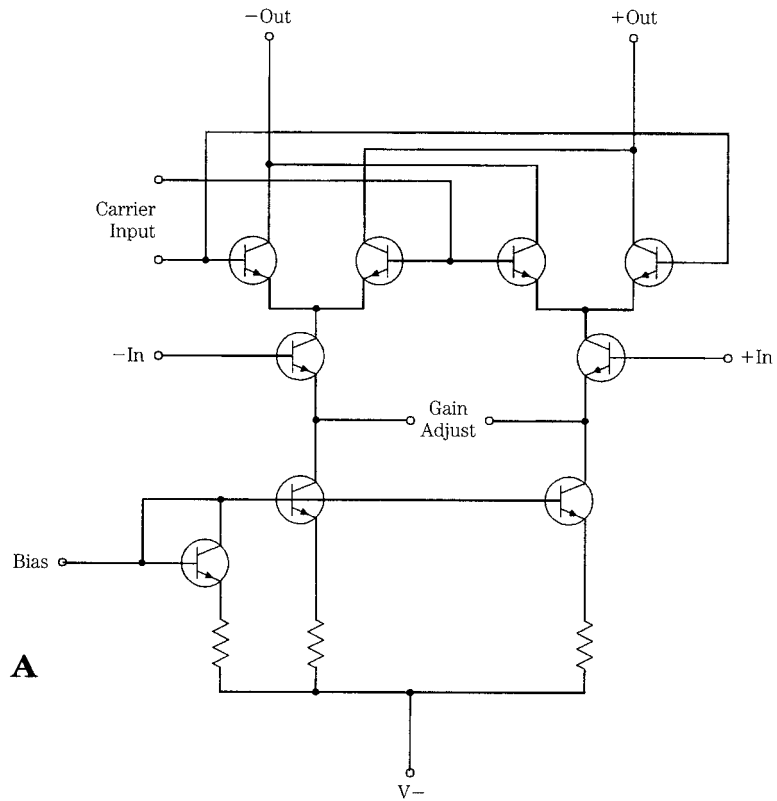 −Out
+Out
Carrier
Input
−In
+In
Gain
Adjust
Bias
A
V−